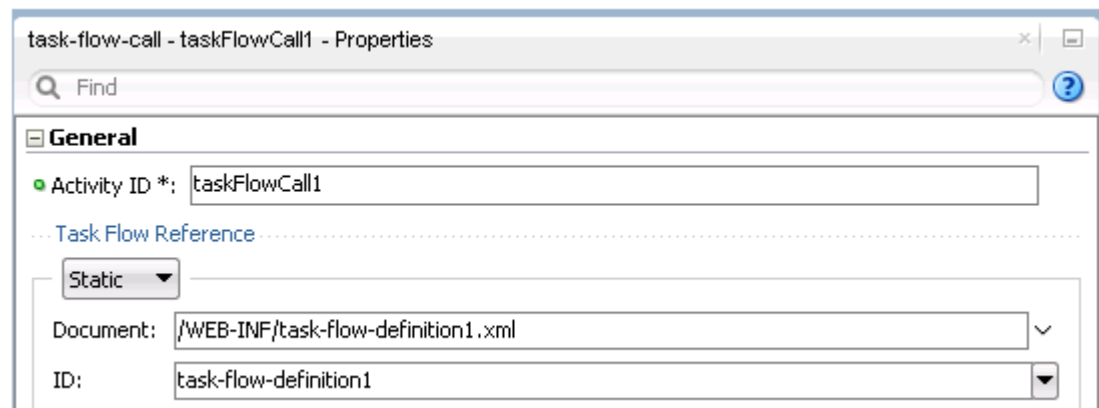 task-flow-call - taskFlowCall1 - Properties
Find
General
Activity ID *: taskFlowCall1
Task Flow Reference
Static
Document: /WEB-INF/task-flow-definition1.xml
ID: task-flow-definition1